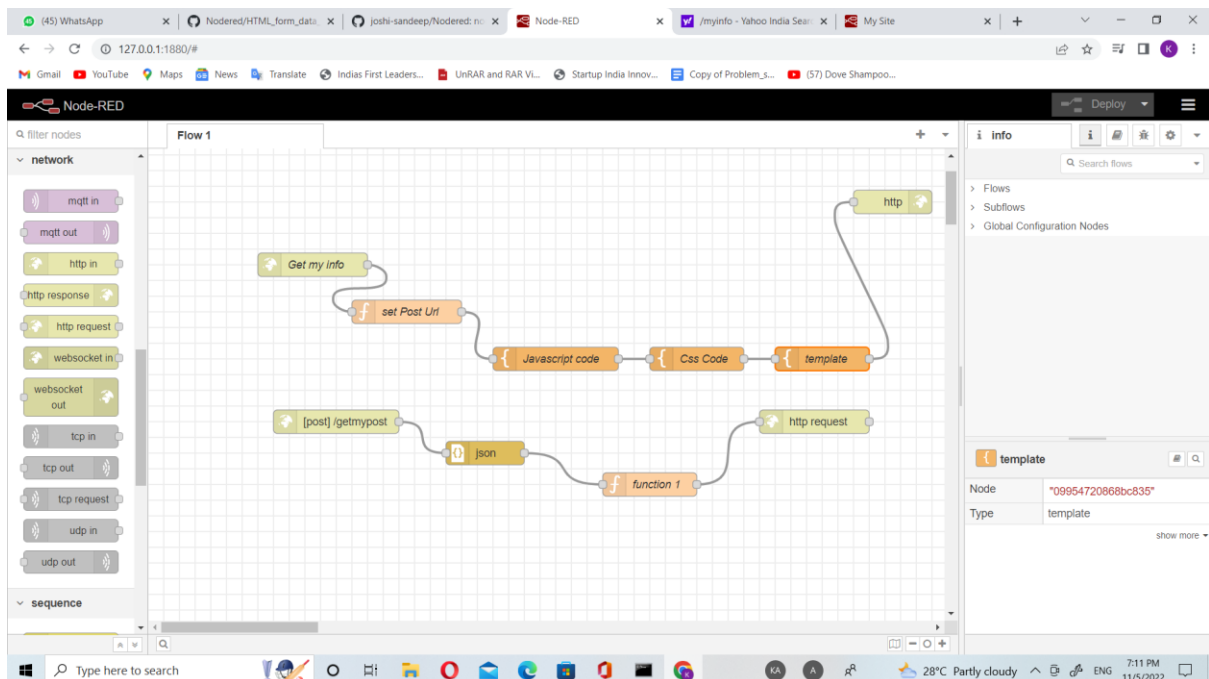 (45) WhatsApp
Nodered/HTML_form_data_
joshi-sandeep/Nodered: no
Node-RED
/myinfo - Yahoo India Sear
My Site
127.0.0.1:1880/#
K
Gmail
YouTube
Maps
News
Translate
Indias First Leaders...
UnRAR and RAR Vi...
Startup India Innov...
Copy of Problem_s...
(57) Dove Shampoo...
Node-RED
Deploy
filter nodes
Flow 1
info
Search flows
network
mqtt in
mqtt out
http in
http response
http request
websocket in
websocket
out
tcp in
tcp out
tcp request
udp in
udp out
sequence
Get my info
set Post Url
Javascript code
Css Code
template
http
[post] /getmypost
json
function 1
http request
Flows
Subflows
Global Configuration Nodes
template
Node "09954720868bc835"
Type template
show more
Type here to search
KA
A
28°C Partly cloudy
ENG
7:11 PM
11/5/2022